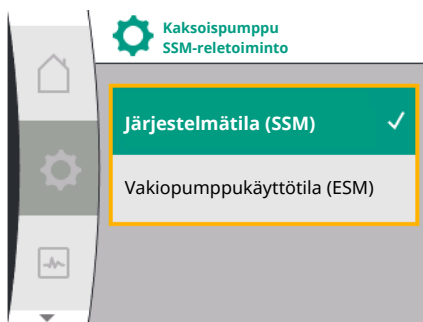 Kaksoispumppu
SSM-reletoiminto
Järjestelmätila (SSM)
Vakiopumppukäyttötila (ESM)